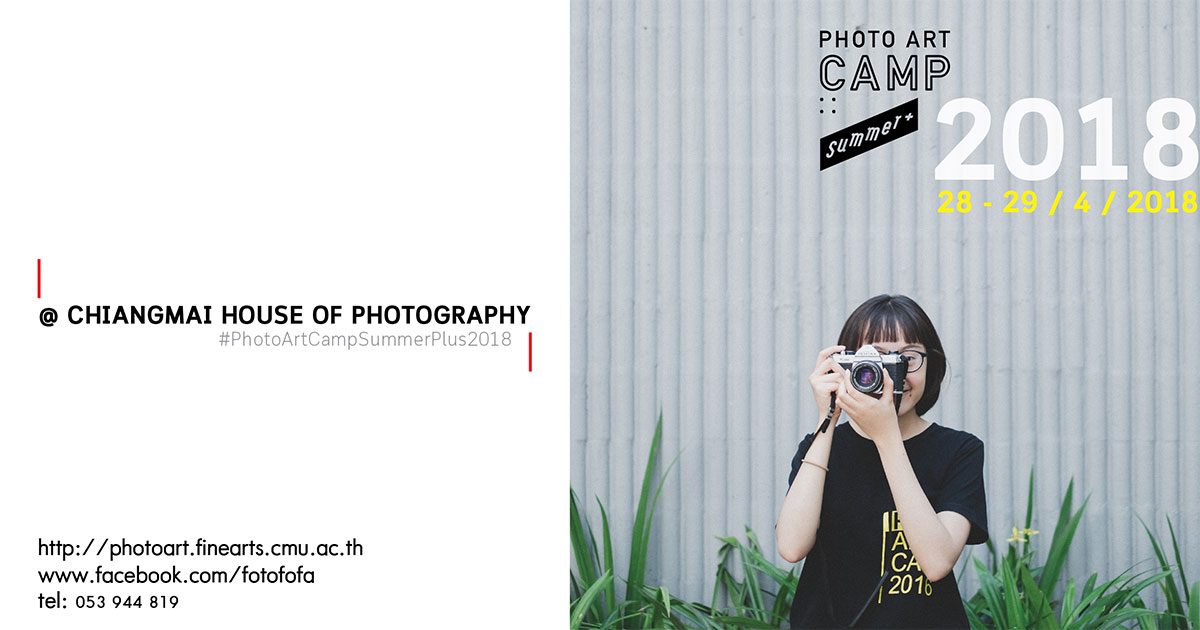 PHOTO ART
CAMP
summer+
2018
28 - 29 / 4 / 2018
@ CHIANGMAI HOUSE OF PHOTOGRAPHY
#PhotoArtCampSummerPlus2018
http://photoart.finearts.cmu.ac.th
www.facebook.com/fotofofa
tel: 053 944 819
2016